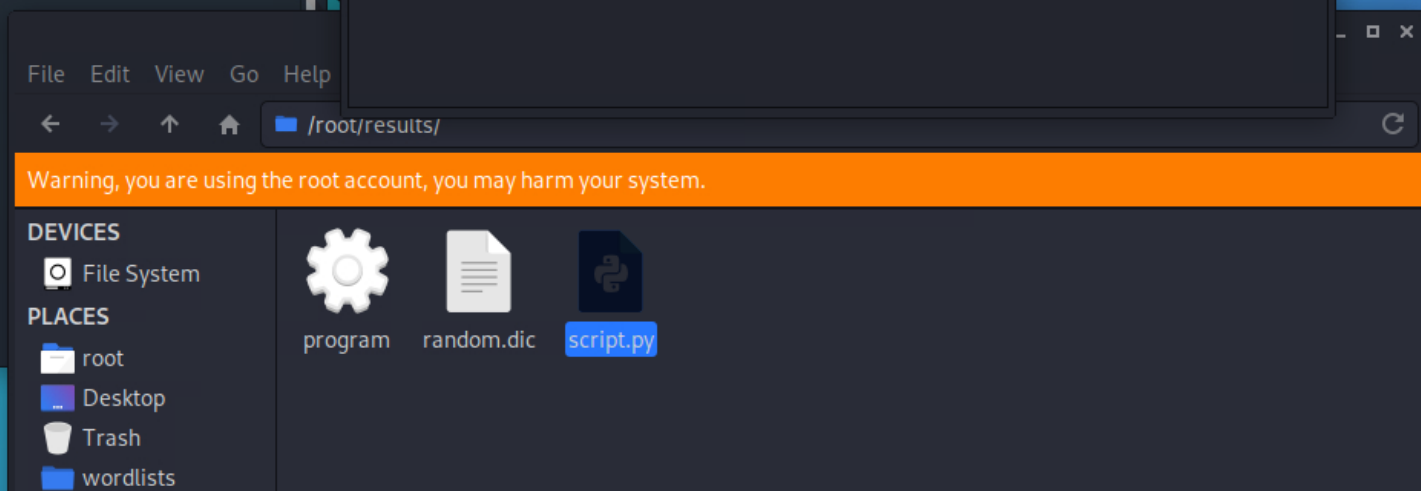 File Edit View Go Help
/root/results/
Warning, you are using the root account, you may harm your system.
DEVICES
File System
PLACES
root
Desktop
Trash
wordlists
program random.dic script.py